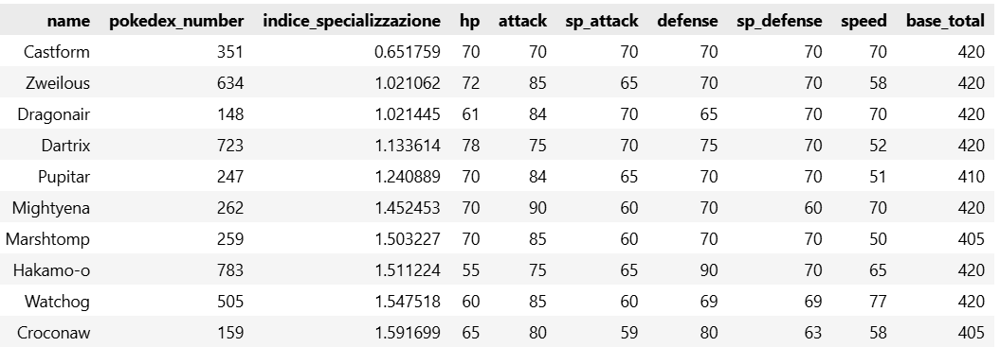 name pokedex_number indice_specializzazione hp attack sp_attack defense sp_defense speed base_total
Castform 351 0.651759 70 70 70 70 70 70 420
Zweilous 634 1.021062 72 85 65 70 70 58 420
Dragonair 148 1.021445 61 84 70 65 70 70 420
Dartrix 723 1.133614 78 75 70 75 70 52 420
Pupitar 247 1.240889 70 84 65 70 70 51 410
Mightyena 262 1.452453 70 90 60 70 60 70 420
Marshtomp 259 1.503227 70 85 60 70 70 50 405
Hakamo-o 783 1.511224 55 75 65 90 70 65 420
Watchog 505 1.547518 60 85 60 69 69 77 420
Croconaw 159 1.591699 65 80 59 80 63 58 405